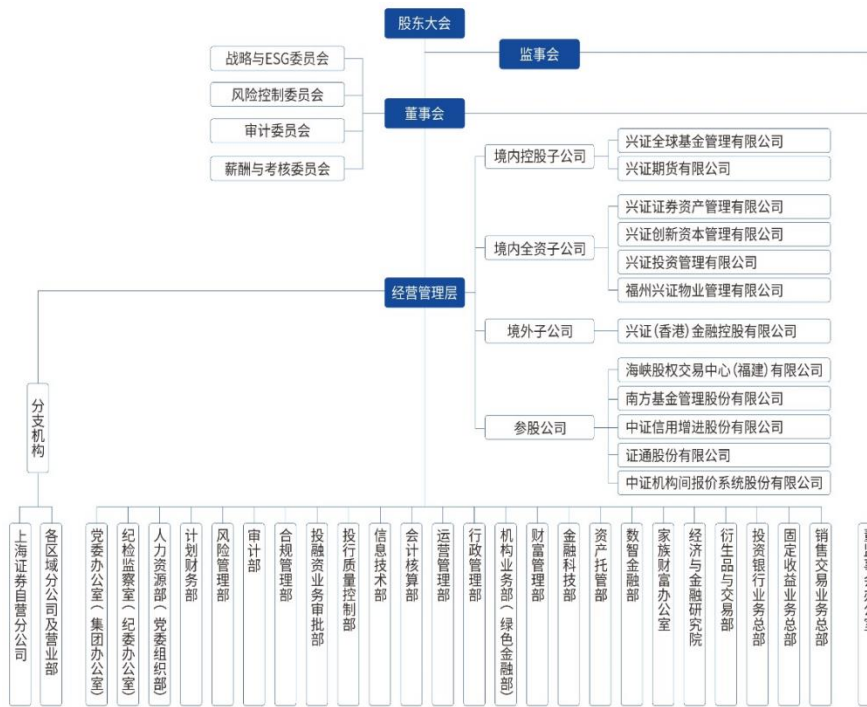 股东大会
监事会
战略与ESG委员会
风险控制委员会
董事会
审计委员会
薪酬与考核委员会
境内控股子公司
兴证全球基金管理有限公司
兴证期货有限公司
境内全资子公司
兴证证券资产管理有限公司
兴证创新资本管理有限公司
兴证投资管理有限公司
福州兴证物业管理有限公司
经营管理层
境外子公司
兴证(香港)金融控股有限公司
参股公司
海峡股权交易中心(福建)有限公司
南方基金管理股份有限公司
中证信用增进股份有限公司
证通股份有限公司
中证机构间报价系统股份有限公司
分支机构
上海证券自营分公司
各区域分公司及营业部
党委办公室(集团办公室)
纪检监察室(纪委办公室)
人力资源部(党委组织部)
计划财务部
风险管理部
审计部
合规管理部
投融资业务审批部
投行质量控制部
信息技术部
会计核算部
运营管理部
行政管理部
机构业务部(绿色金融部)
财富管理部
金融科技部
资产托管部
数智金融部
家族财富办公室
经济与金融研究院
衍生品与交易部
投资银行业务总部
固定收益业务总部
销售交易业务总部